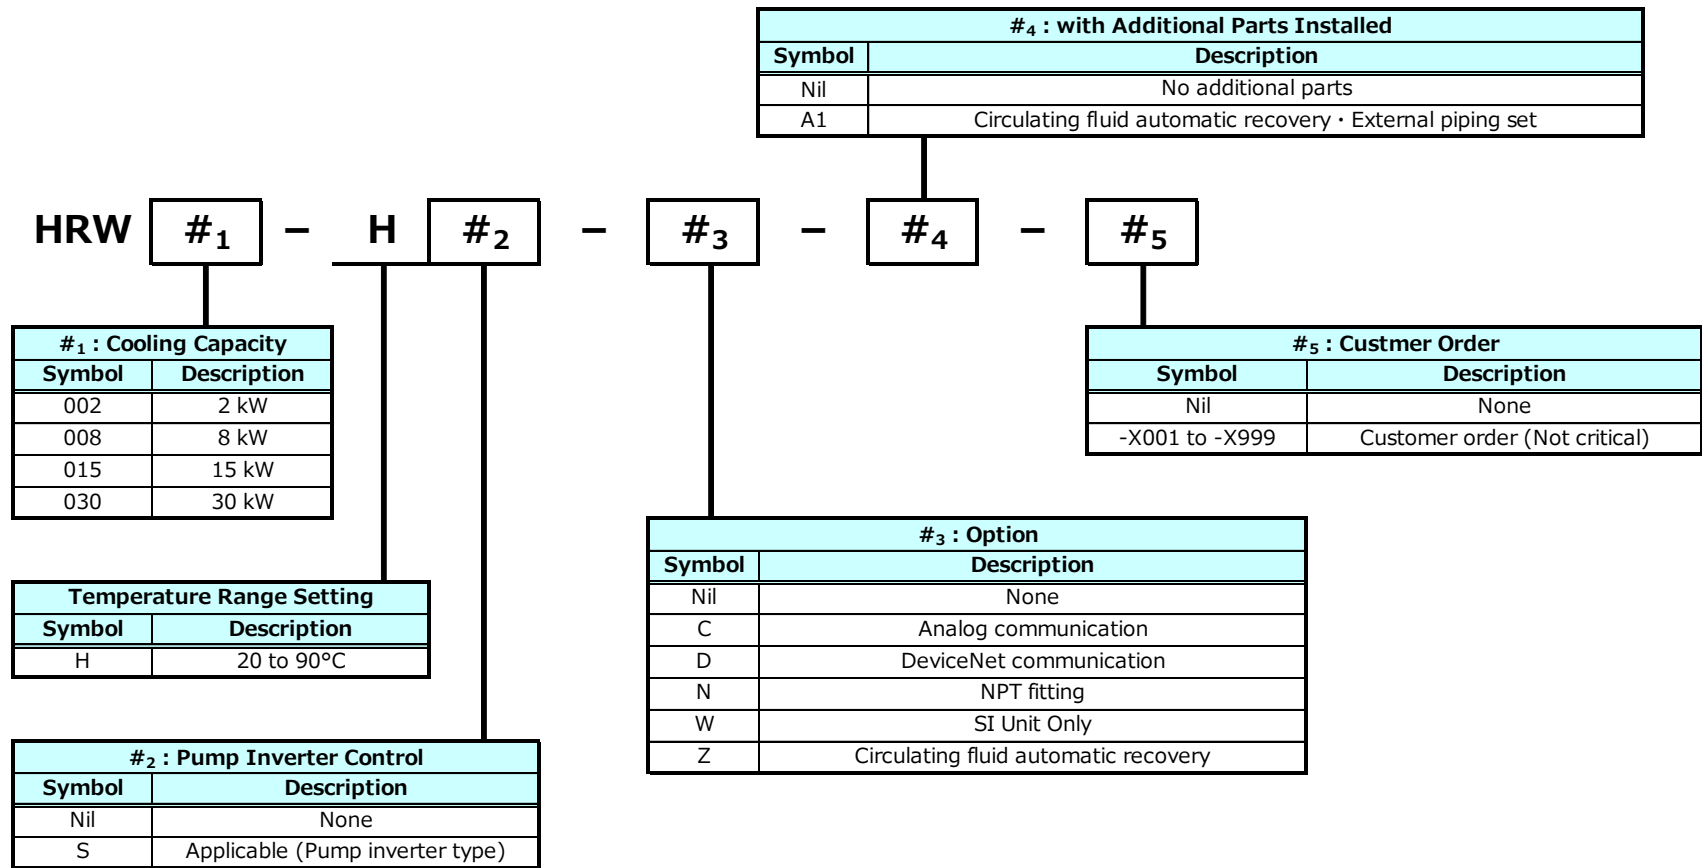 #4 : with Additional Parts Installed
Symbol Description
Nil No additional parts
A1 Circulating fluid automatic recovery・External piping set
HRW #1 – H #2 – #3 – #4 – #5
#1 : Cooling Capacity
Symbol Description
002 2 kW
008 8 kW
015 15 kW
030 30 kW
#5 : Custmer Order
Symbol Description
Nil None
-X001 to -X999 Customer order (Not critical)
Temperature Range Setting
Symbol Description
H 20 to 90°C
#3 : Option
Symbol Description
Nil None
C Analog communication
D DeviceNet communication
N NPT fitting
W SI Unit Only
Z Circulating fluid automatic recovery
#2 : Pump Inverter Control
Symbol Description
Nil None
S Applicable (Pump inverter type)